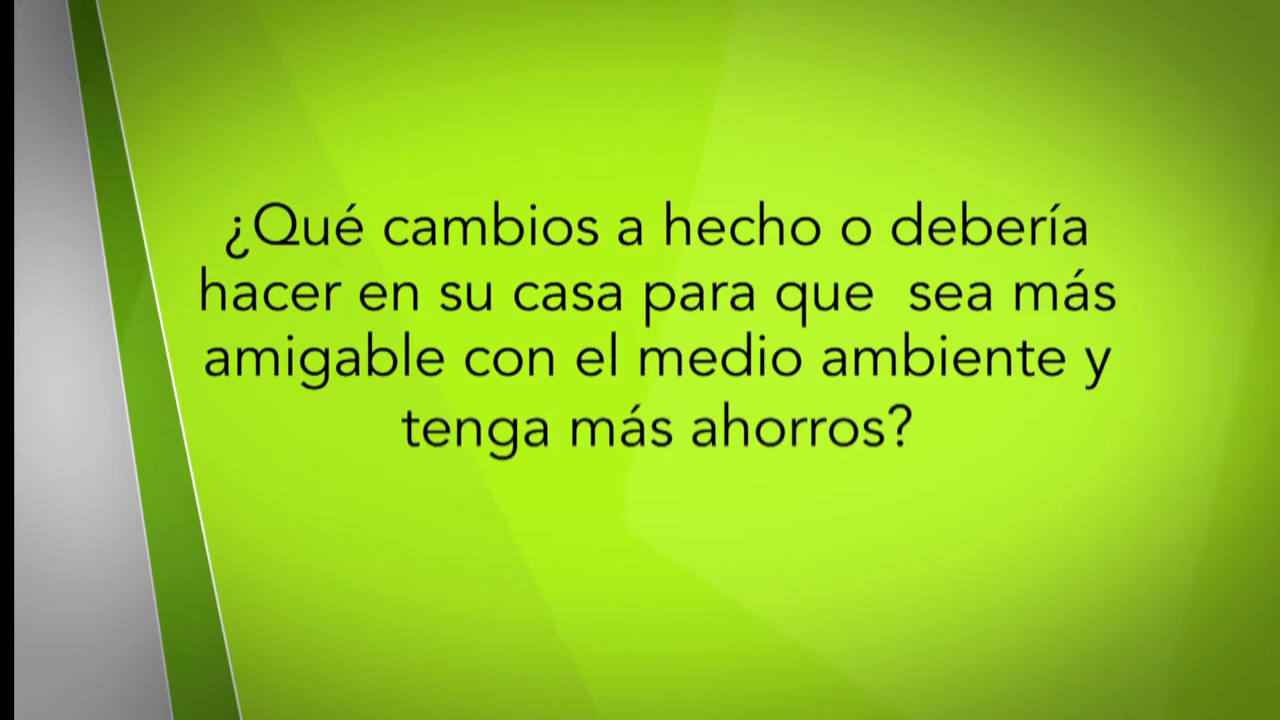 ¿Qué cambios a hecho o debería
hacer en su casa para que  sea más
amigable con el medio ambiente y
tenga más ahorros?